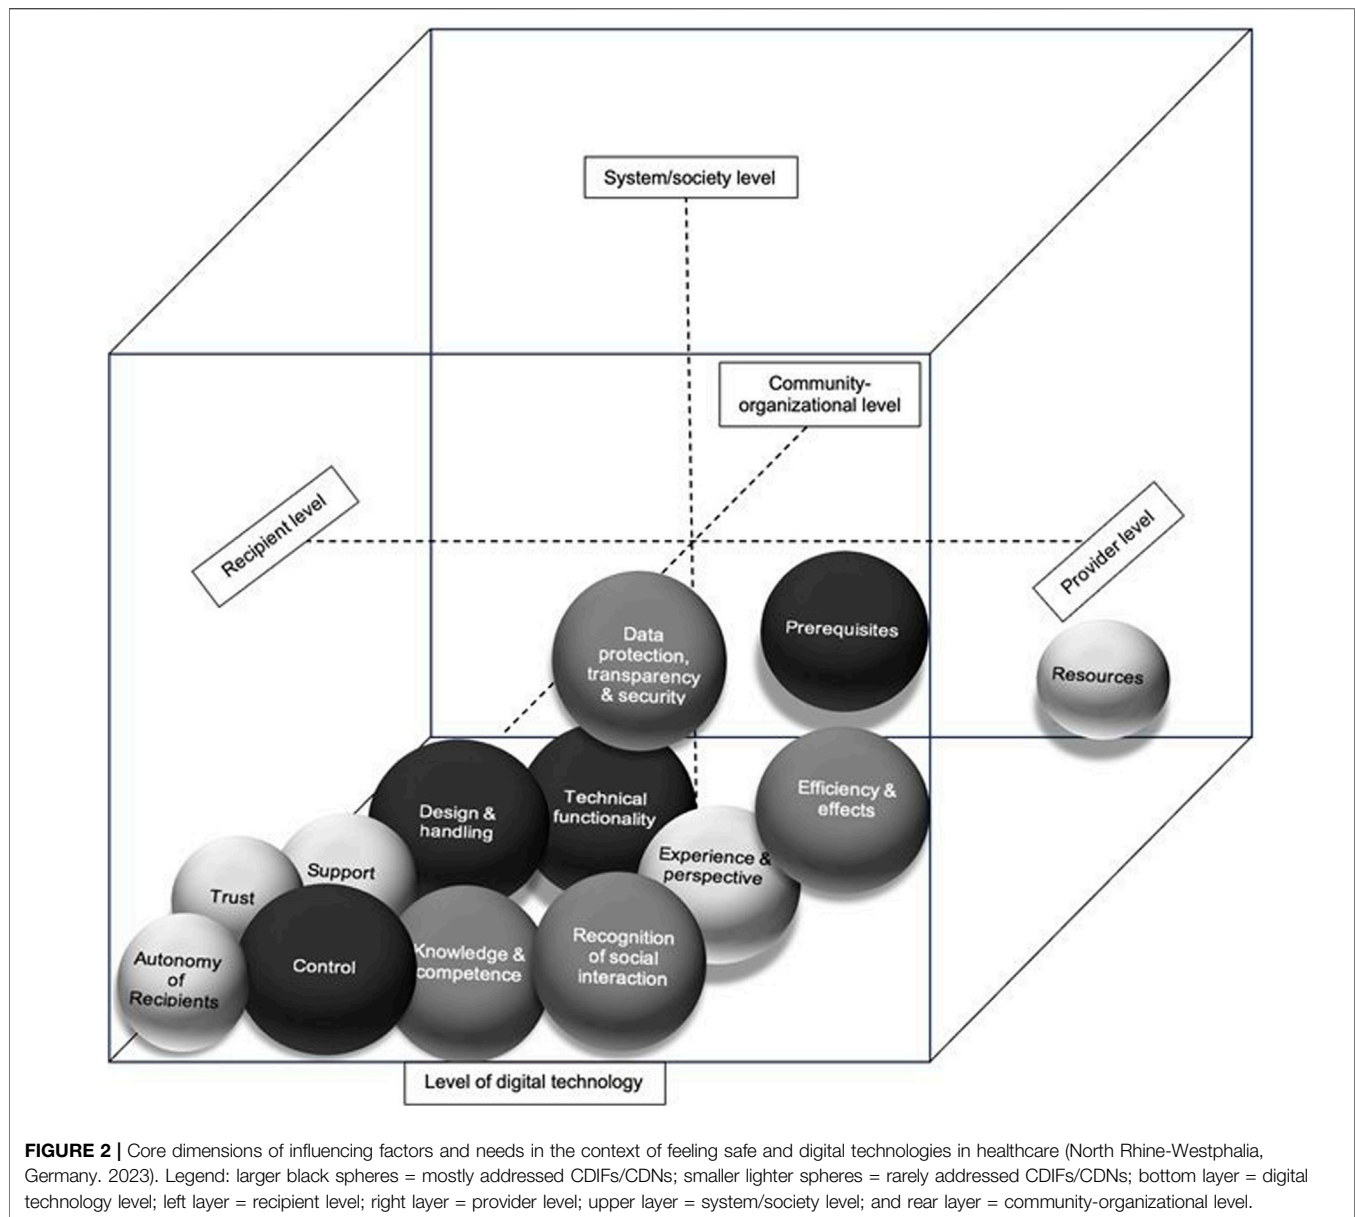 System/society level
Community-
organizational level
Recipient level
Provider level
Data
protection,
transparency
& security
Prerequisites
Resources
Design &
handling
Technical
functionality
Efficiency &
effects
Experience &
perspective
Support
Trust
Autonomy
of
Recipients
Control
Knowledge &
competence
Recognition
of social
interaction
Level of digital technology
FIGURE 2 | Core dimensions of influencing factors and needs in the context of feeling safe and digital technologies in healthcare (North Rhine-Westphalia,
Germany. 2023). Legend: larger black spheres = mostly addressed CDIFs/CDNs; smaller lighter spheres = rarely addressed CDIFs/CDNs; bottom layer = digital
technology level; left layer = recipient level; right layer = provider level; upper layer = system/society level; and rear layer = community-organizational level.